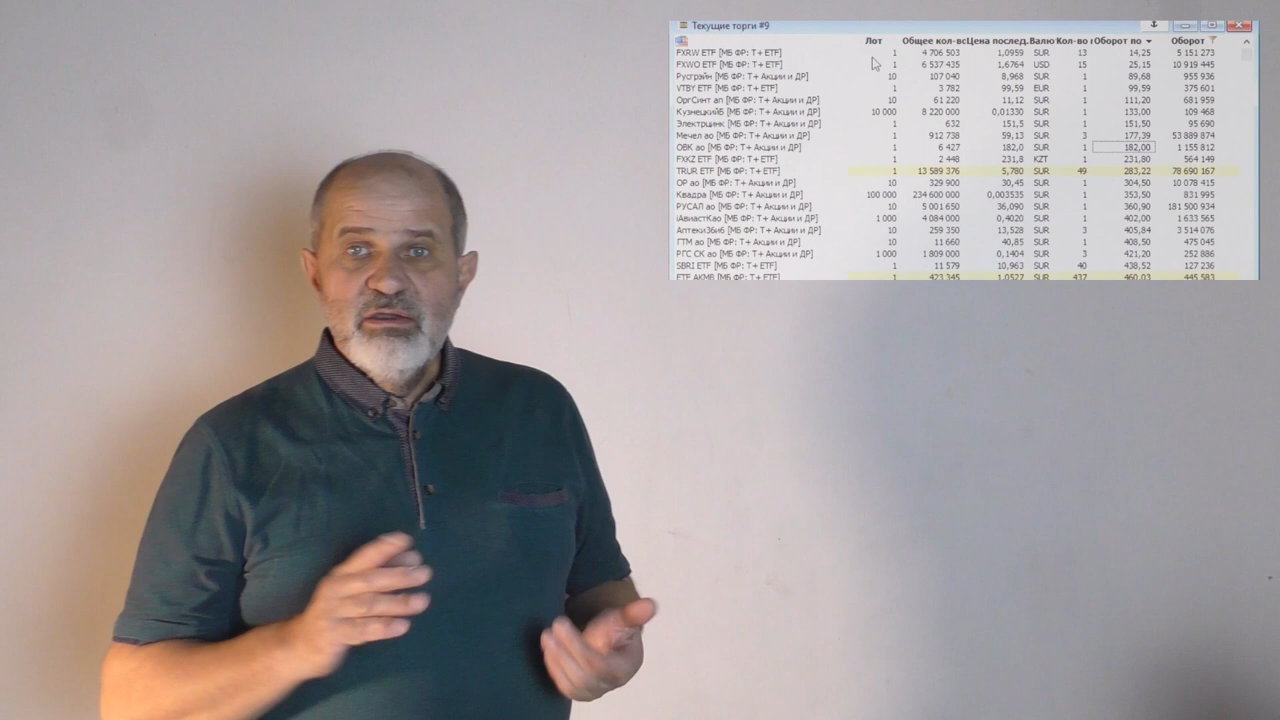 Текущие торги #9
Лот Общее кол-вс Цена послед. Валю Кол-во і Оборот по Оборот
FXRW ETF [МБ ФР: Т+ ETF] 1 4 706 503 1,0959 SUR 13 14,25 5 151 273
FXWO ETF [МБ ФР: Т+ ETF] 1 6 537 435 1,6764 USD 15 25,15 10 919 445
Русгрэйн [МБ ФР: Т+ Акции и ДР] 10 107 040 8,968 SUR 1 89,68 955 936
VTBY ETF [МБ ФР: Т+ ETF] 1 3 782 99,59 EUR 1 99,59 375 601
ОргСинт ап [МБ ФР: Т+ Акции и ДР] 10 61 220 11,12 SUR 1 111,20 681 959
КузнецкийБ [МБ ФР: Т+ Акции и ДР] 10 000 8 220 000 0,01330 SUR 1 133,00 109 468
Электрцинк [МБ ФР: Т+ Акции и ДР] 1 632 151,5 SUR 1 151,50 95 690
Мечел ао [МБ ФР: Т+ Акции и ДР] 1 912 738 59,13 SUR 3 177,39 53 889 874
ОВК ао [МБ ФР: Т+ Акции и ДР] 1 6 427 182,0 SUR 1 182,00 1 155 812
FXKZ ETF [МБ ФР: Т+ ETF] 1 2 448 231,8 KZT 1 231,80 564 149
TRUR ETF [МБ ФР: Т+ ETF] 1 13 589 376 5,780 SUR 49 283,22 78 690 167
ОР ао [МБ ФР: Т+ Акции и ДР] 10 329 900 30,45 SUR 1 304,50 10 078 415
Квадра [МБ ФР: Т+ Акции и ДР] 100 000 234 600 000 0,003535 SUR 1 353,50 831 995
РУСАЛ ао [МБ ФР: Т+ Акции и ДР] 10 5 001 650 36,090 SUR 1 360,90 181 500 934
iАвиастКао [МБ ФР: Т+ Акции и ДР] 1 000 4 084 000 0,4020 SUR 1 402,00 1 633 565
Аптеки36и6 [МБ ФР: Т+ Акции и ДР] 10 259 350 13,528 SUR 3 405,84 3 514 076
ГТМ ао [МБ ФР: Т+ Акции и ДР] 10 11 660 40,85 SUR 1 408,50 475 045
РГС СК ао [МБ ФР: Т+ Акции и ДР] 1 000 1 809 000 0,1404 SUR 3 421,20 252 886
SBRI ETF [МБ ФР: Т+ ETF] 1 11 579 10,963 SUR 40 438,52 127 236
ETF АКМБ [МБ ФР: Т+ ETF] 1 423 345 1,0527 SUR 437 460,03 445 583